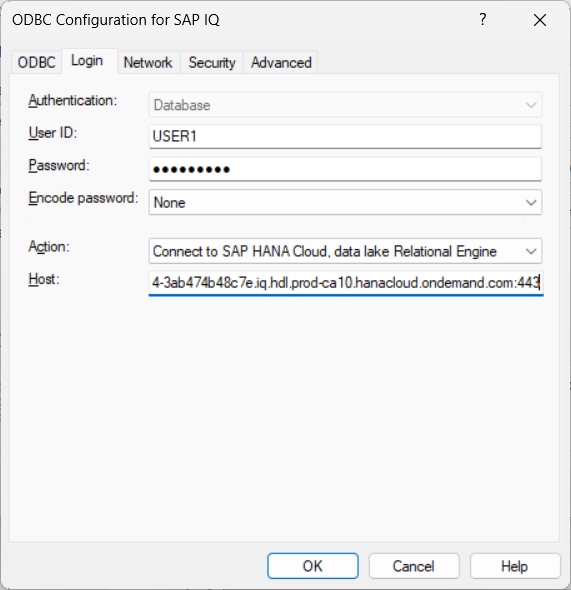 ODBC Configuration for SAP IQ ?
ODBC Login Network Security Advanced
Authentication: Database
User ID: USER1
Password: •••••••••
Encode password: None
Action: Connect to SAP HANA Cloud, data lake Relational Engine
Host: 4-3ab474b48c7e.iq.hdl.prod-ca10.hanacloud.ondemand.com:443
OK Cancel Help